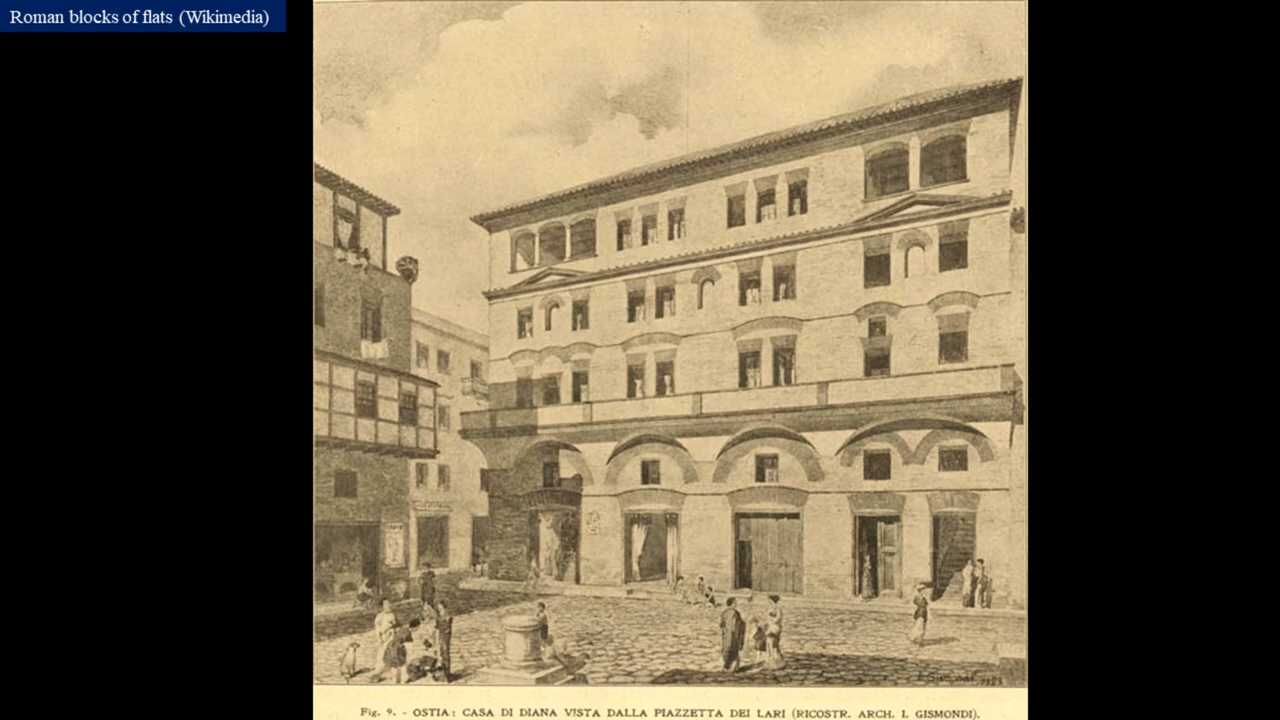 Roman blocks of flats (Wikimedia)
Fig. 9. - OSTIA: CASA DI DIANA VISTA DALLA PIAZZETTA DEI LARI (RICOSTR. ARCH. I. GISMONDI).